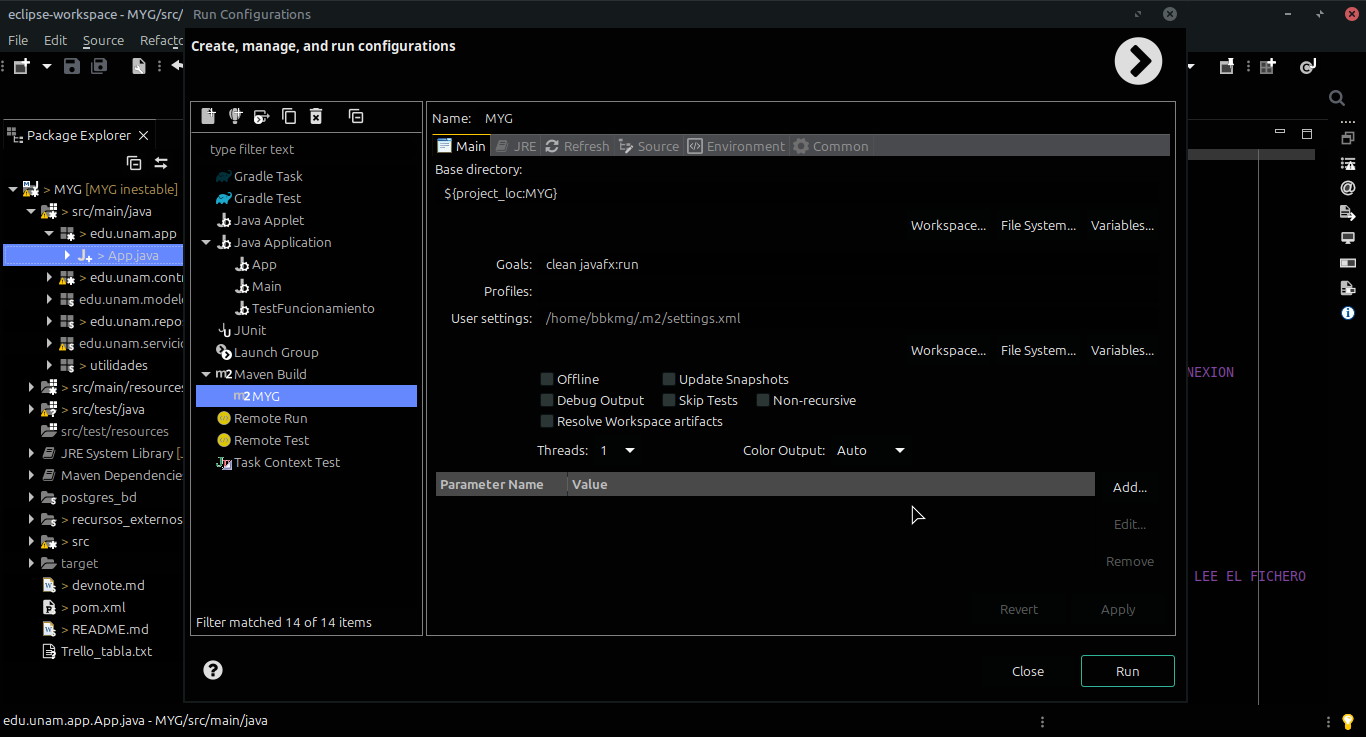 eclipse-workspace - MYG/src/
Run Configurations
File Edit Source Refactc
Create, manage, and run configurations
Package Explorer
> MYG [MYG inestable]
> src/main/java
> edu.unam.app
> App.java
> edu.unam.conti
edu.unam.modelo
> edu.unam.repo
edu.unam.servicio
> utilidades
> src/main/resources
> src/test/java
src/test/resources
JRE System Library [
Maven Dependencie
postgres_bd
> recursos_externos
> src
target
> devnote.md
> pom.xml
> README.md
Trello_tabla.txt
type filter text
Gradle Task
Gradle Test
Java Applet
Java Application
App
Main
TestFuncionamiento
JUnit
Launch Group
m2 Maven Build
m2 MYG
Remote Run
Remote Test
Task Context Test
Filter matched 14 of 14 items
Name: MYG
Main JRE Refresh Source Environment Common
Base directory:
${project_loc:MYG}
Workspace... File System... Variables...
Goals: clean javafx:run
Profiles:
User settings: /home/bbkmg/.m2/settings.xml
Workspace... File System... Variables...
Offline Update Snapshots
Debug Output Skip Tests Non-recursive
Resolve Workspace artifacts
Threads: 1 Color Output: Auto
Parameter Name Value
Add...
Edit...
Remove
Revert Apply
Close Run
NEXION
LEE EL FICHERO
edu.unam.app.App.java - MYG/src/main/java